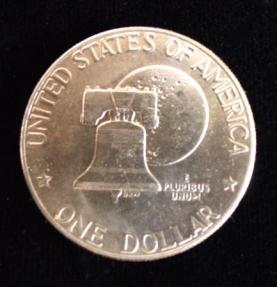 UNITED STATES OF AMERICA
E
PLURIBUS
UNUM
ONE DOLLAR